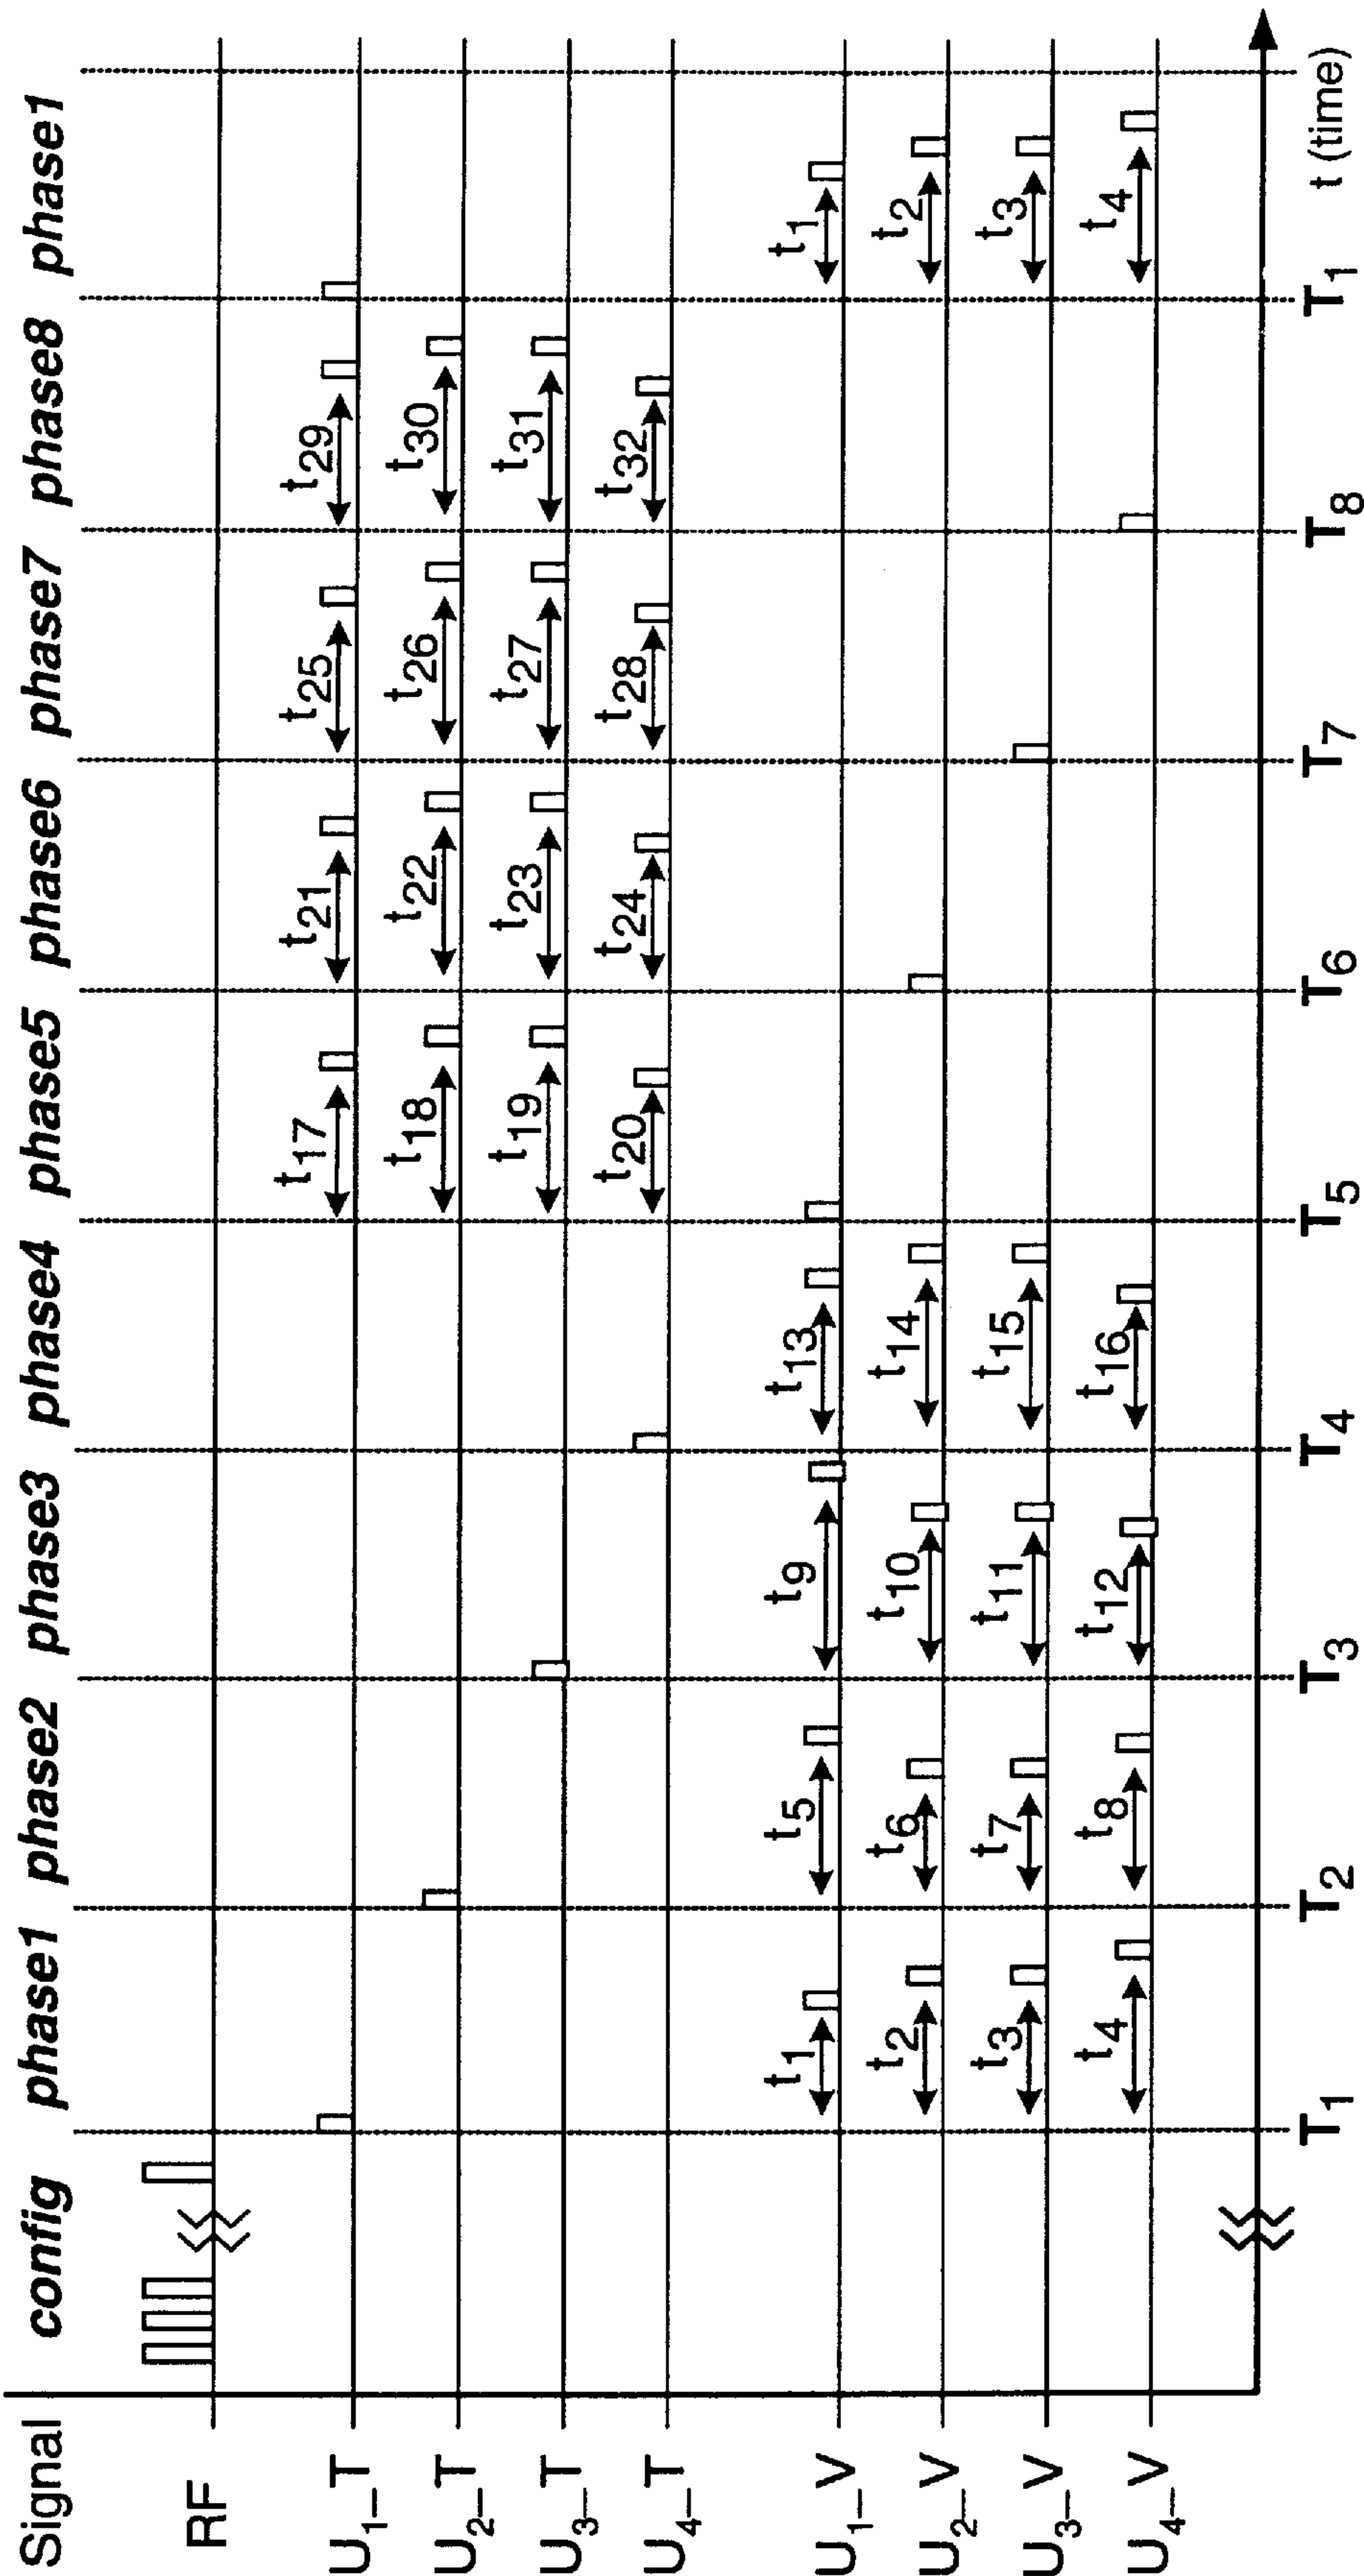 Signal config phase1 phase2 phase3 phase4 phase5 phase6 phase7 phase8 phase1
RF
U1_T t17 t21 t25 t29
U2_T t18 t22 t26 t30
U3_T t19 t23 t27 t31
U4_T t20 t24 t28 t32
U1_V t1 t5 t9 t13 t1
U2_V t2 t6 t10 t14 t2
U3_V t3 t7 t11 t15 t3
U4_V t4 t8 t12 t16 t4
T1 T2 T3 T4 T5 T6 T7 T8 T1 t (time)